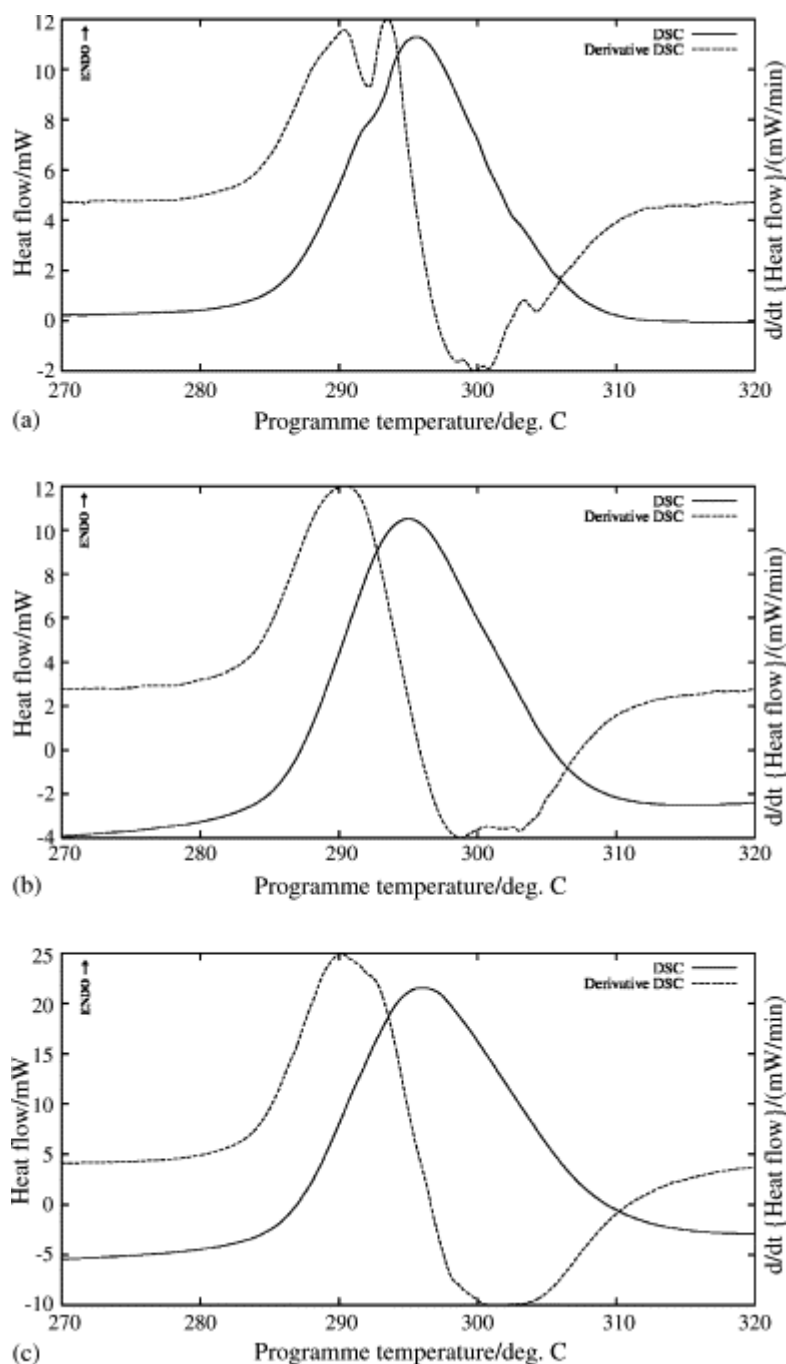 12
10
8
6
4
2
0
-2
Heat flow/mW
ENDO →
DSC
Derivative DSC
d/dt {Heat flow}/(mW/min)
270 280 290 300 310 320
(a) Programme temperature/deg. C
12
10
8
6
4
2
0
-2
-4
Heat flow/mW
ENDO →
DSC
Derivative DSC
d/dt {Heat flow}/(mW/min)
270 280 290 300 310 320
(b) Programme temperature/deg. C
25
20
15
10
5
0
-5
-10
Heat flow/mW
ENDO →
DSC
Derivative DSC
d/dt {Heat flow}/(mW/min)
270 280 290 300 310 320
(c) Programme temperature/deg. C